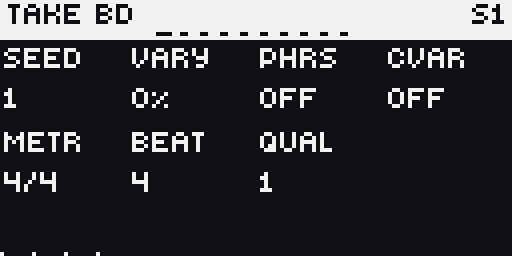 TAKE BD S1
SEED VARY PHRS CVAR
1 0% OFF OFF
METR BEAT QUAL
4/4 4 1